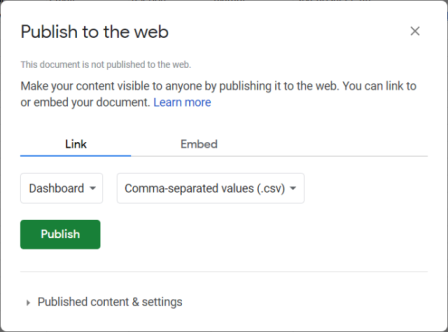 Publish to the web
This document is not published to the web.
Make your content visible to anyone by publishing it to the web. You can link to
or embed your document. Learn more
Link Embed
Dashboard Comma-separated values (.csv)
Publish
Published content & settings